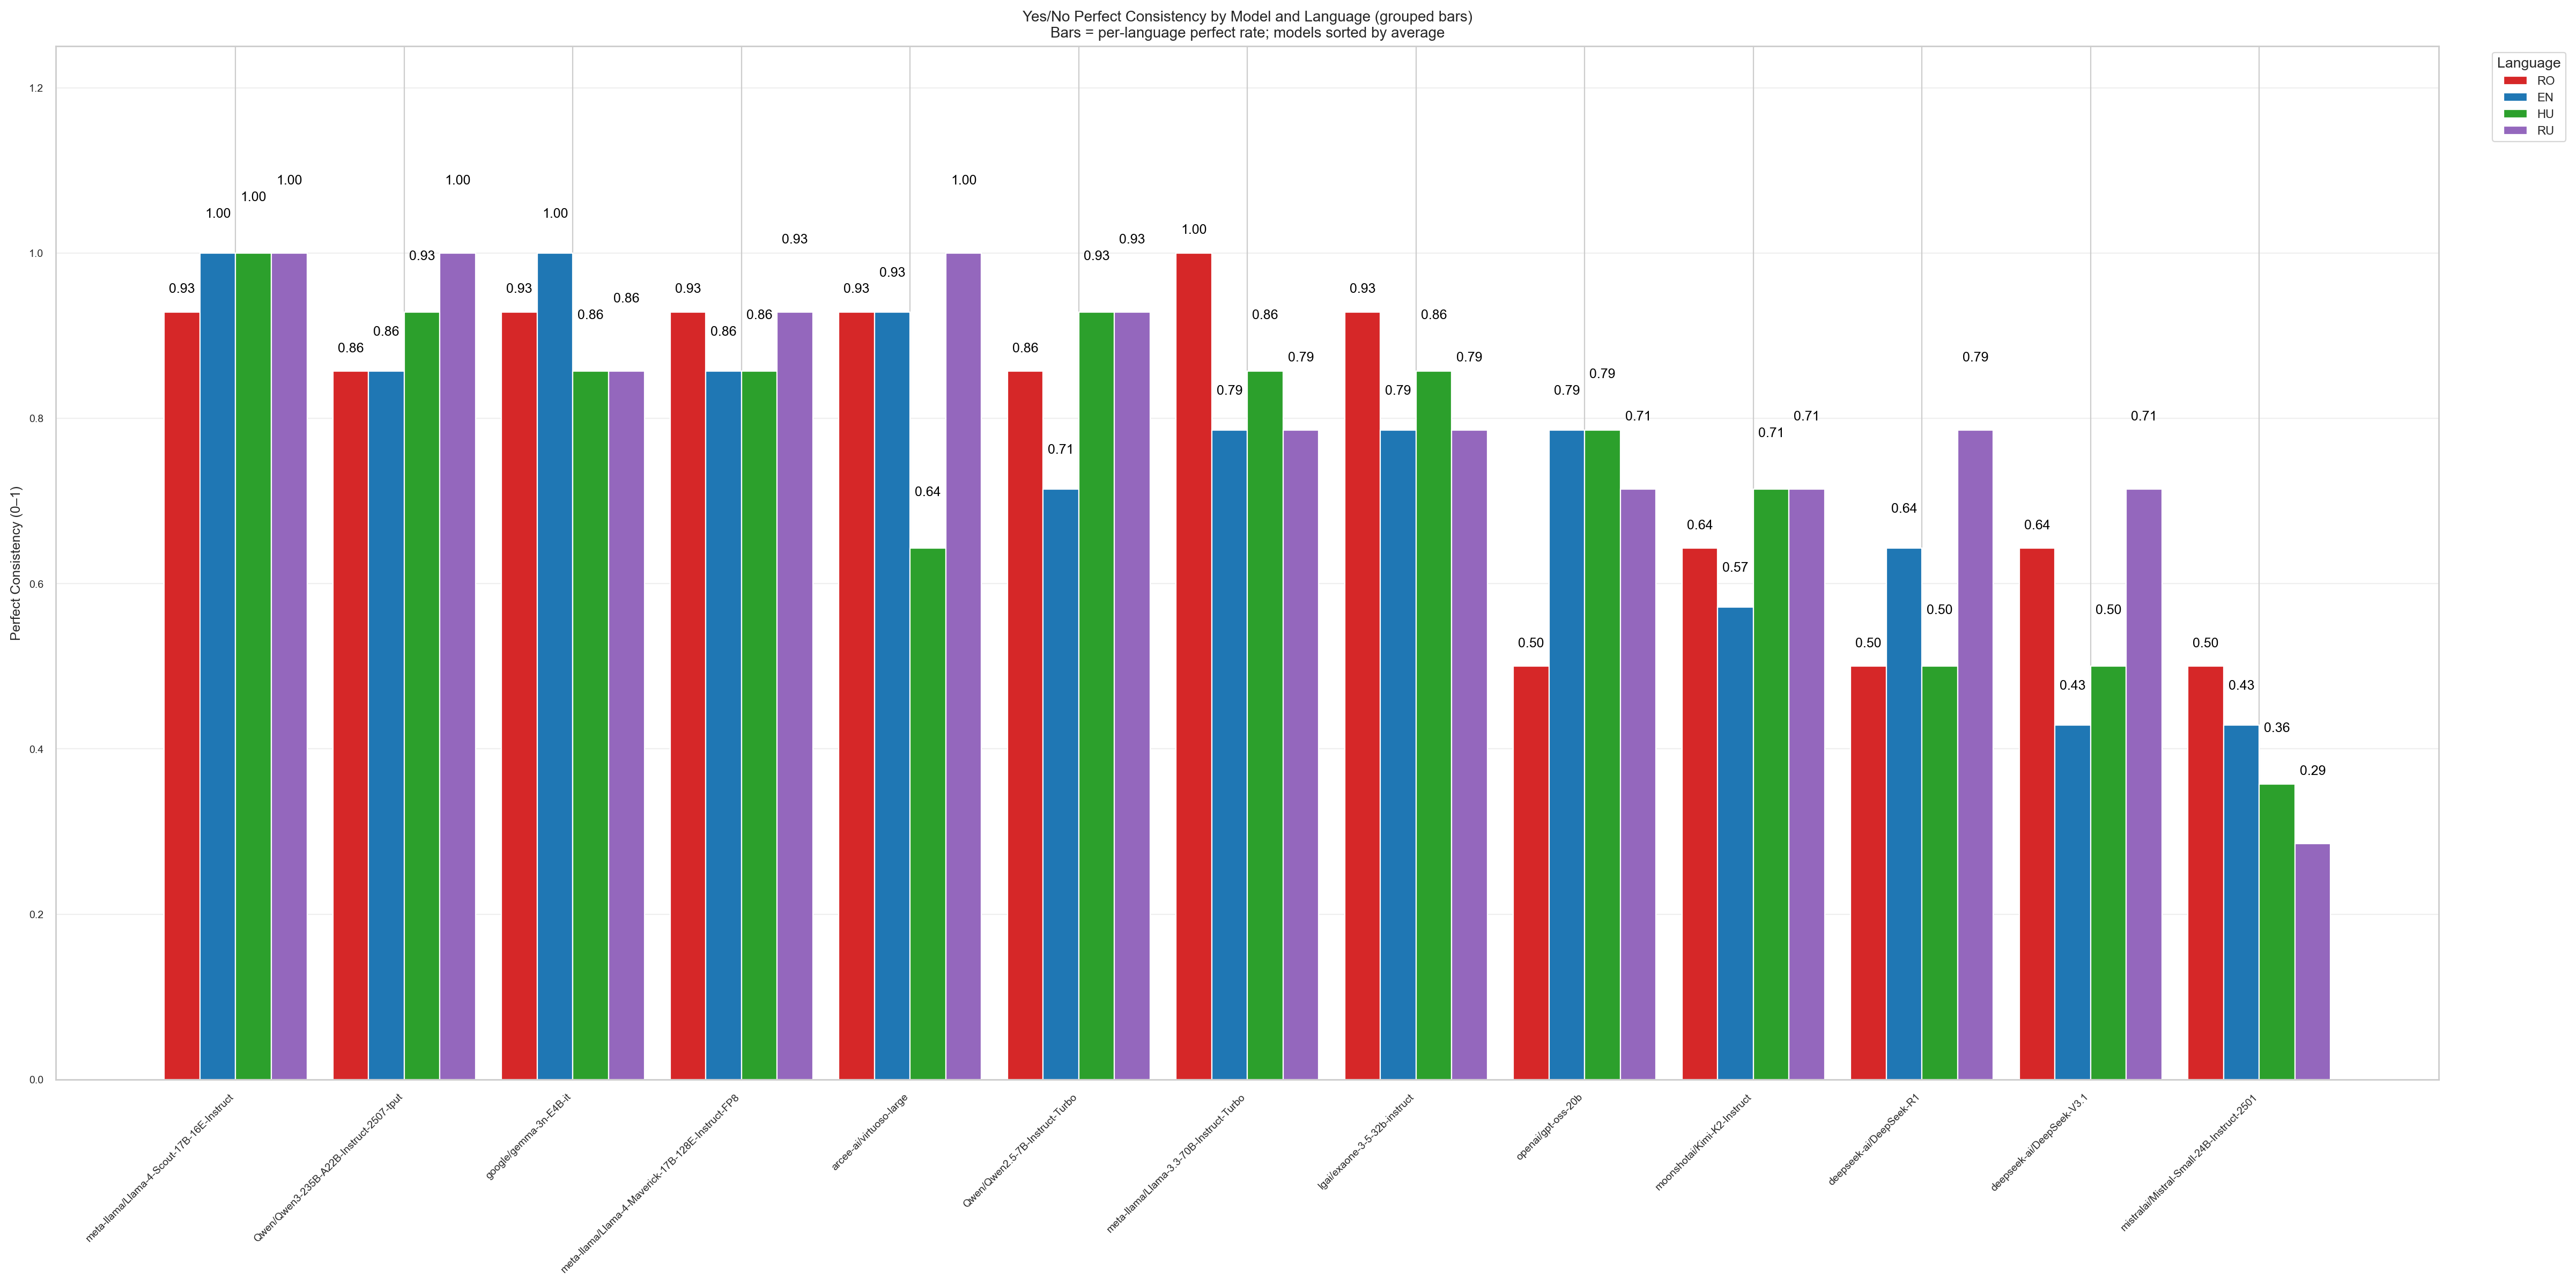 Yes/No Perfect Consistency by Model and Language (grouped bars)
Bars = per-language perfect rate; models sorted by average
Language
RO
EN
HU
RU
Perfect Consistency (0–1)
1.2
1.0
0.8
0.6
0.4
0.2
0.0
0.93
1.00
1.00
1.00
0.86
0.86
0.93
1.00
0.93
1.00
0.86
0.86
0.93
0.86
0.86
0.93
0.93
0.93
0.64
1.00
0.86
0.71
0.93
0.93
1.00
0.79
0.86
0.79
0.93
0.79
0.86
0.79
0.50
0.79
0.79
0.71
0.64
0.57
0.71
0.71
0.50
0.64
0.50
0.79
0.64
0.43
0.50
0.71
0.50
0.43
0.36
0.29
meta-llama/Llama-4-Scout-17B-16E-Instruct
Qwen/Qwen3-235B-A22B-Instruct-2507-tput
google/gemma-3n-E4B-it
meta-llama/Llama-4-Maverick-17B-128E-Instruct-FP8
arcee-ai/virtuoso-large
Qwen/Qwen2.5-7B-Instruct-Turbo
meta-llama/Llama-3.3-70B-Instruct-Turbo
lgai/exaone-3-5-32b-instruct
openai/gpt-oss-20b
moonshotai/Kimi-K2-Instruct
deepseek-ai/DeepSeek-R1
deepseek-ai/DeepSeek-V3.1
mistralai/Mistral-Small-24B-Instruct-2501